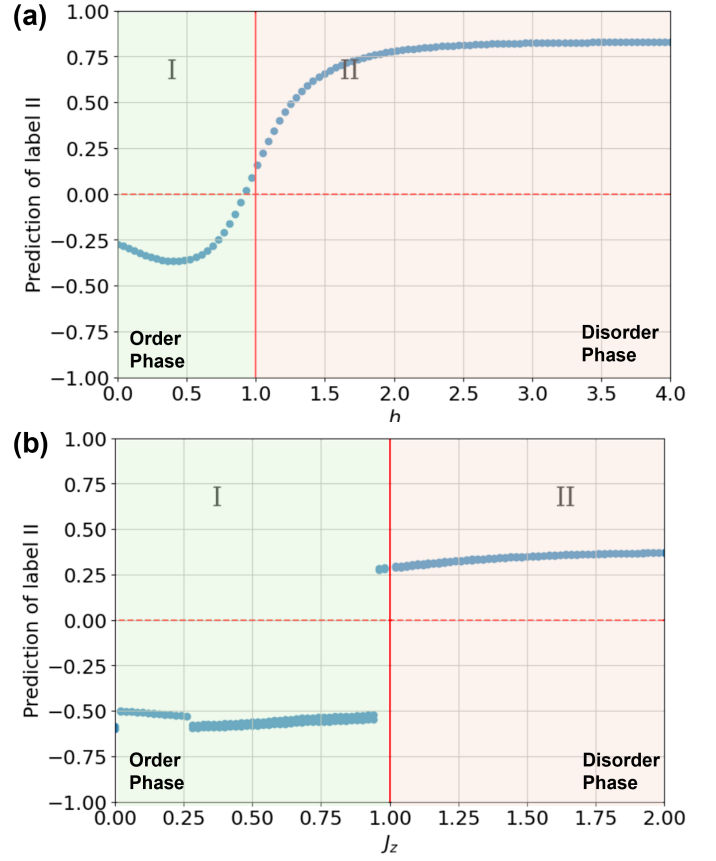 (a)
1.00
0.75
0.50
0.25
0.00
−0.25
−0.50
−0.75
−1.00
Prediction of label II
I
II
Order
Phase
Disorder
Phase
0.0 0.5 1.0 1.5 2.0 2.5 3.0 3.5 4.0
h
(b)
1.00
0.75
0.50
0.25
0.00
−0.25
−0.50
−0.75
−1.00
Prediction of label II
I
II
Order
Phase
Disorder
Phase
0.00 0.25 0.50 0.75 1.00 1.25 1.50 1.75 2.00
J_z